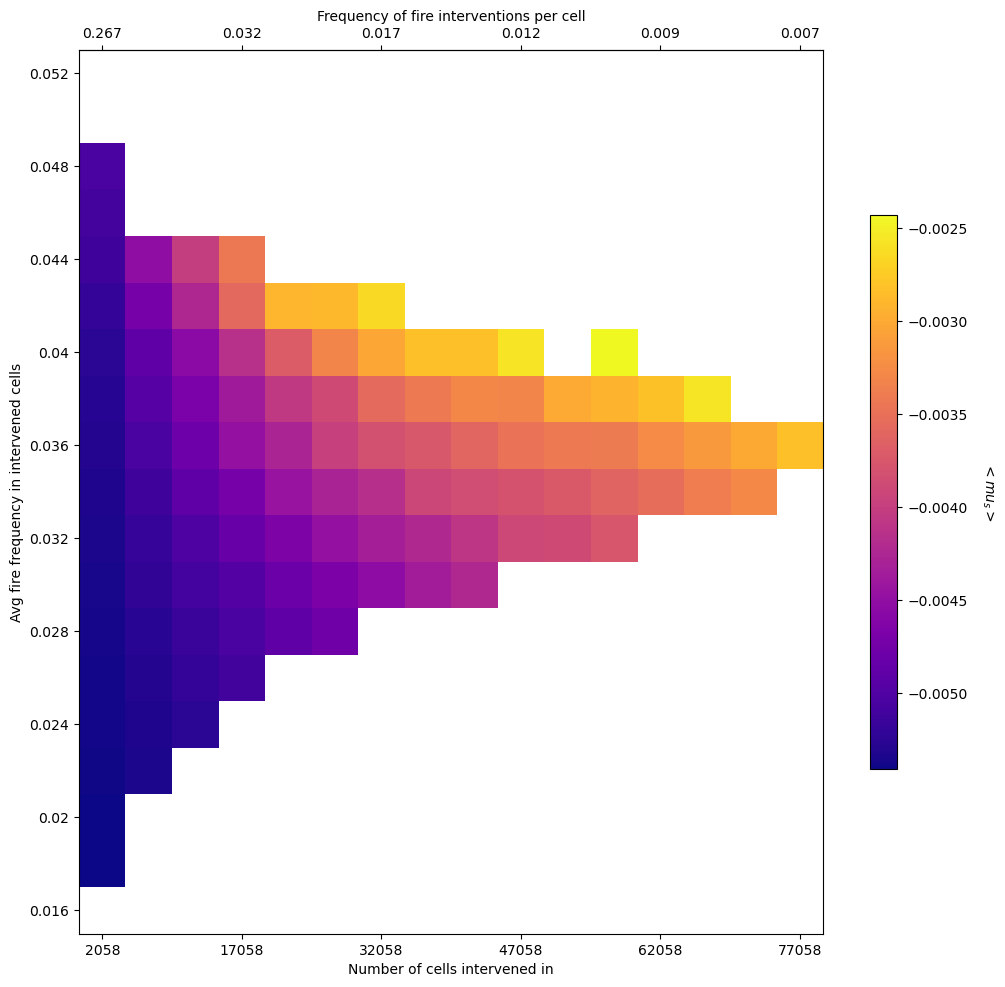 Frequency of fire interventions per cell
0.267 0.032 0.017 0.012 0.009 0.007
Avg fire frequency in intervened cells
0.052
0.048
0.044
0.04
0.036
0.032
0.028
0.024
0.02
0.016
2058 17058 32058 47058 62058 77058
Number of cells intervened in
−0.0025
−0.0030
−0.0035
−0.0040
−0.0045
−0.0050
< mu_s >